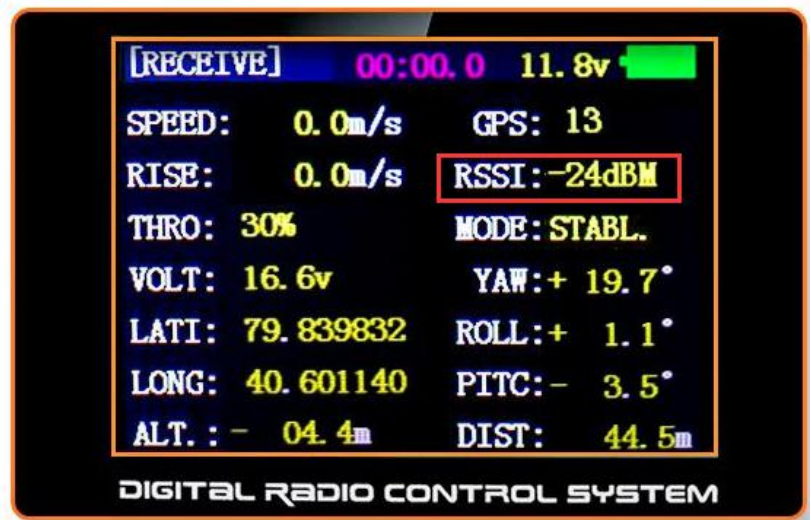 [RECEIVE] 00:00.0 11.8v
SPEED: 0.0m/s GPS: 13
RISE: 0.0m/s RSSI:-24dBM
THRO: 30% MODE:STABL.
VOLT: 16.6v YAW:+ 19.7°
LATI: 79.839832 ROLL:+ 1.1°
LONG: 40.601140 PITC:- 3.5°
ALT.:- 04.4m DIST: 44.5m
DIGITAL RADIO CONTROL SYSTEM